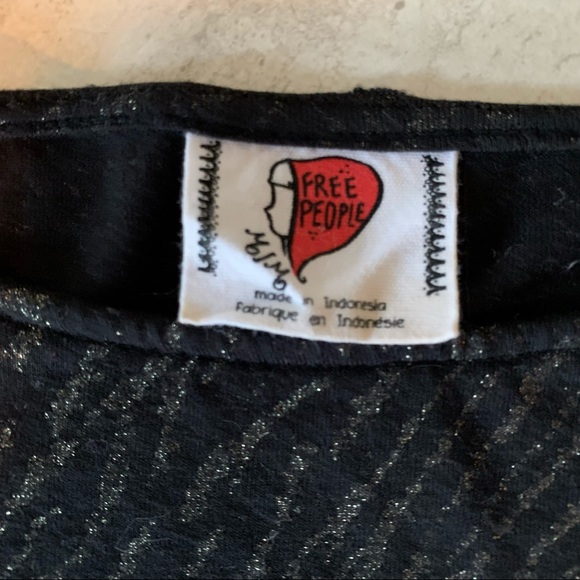 FREE
PEOPLE
M/M
made in Indonesia
Fabrique en Indonésie